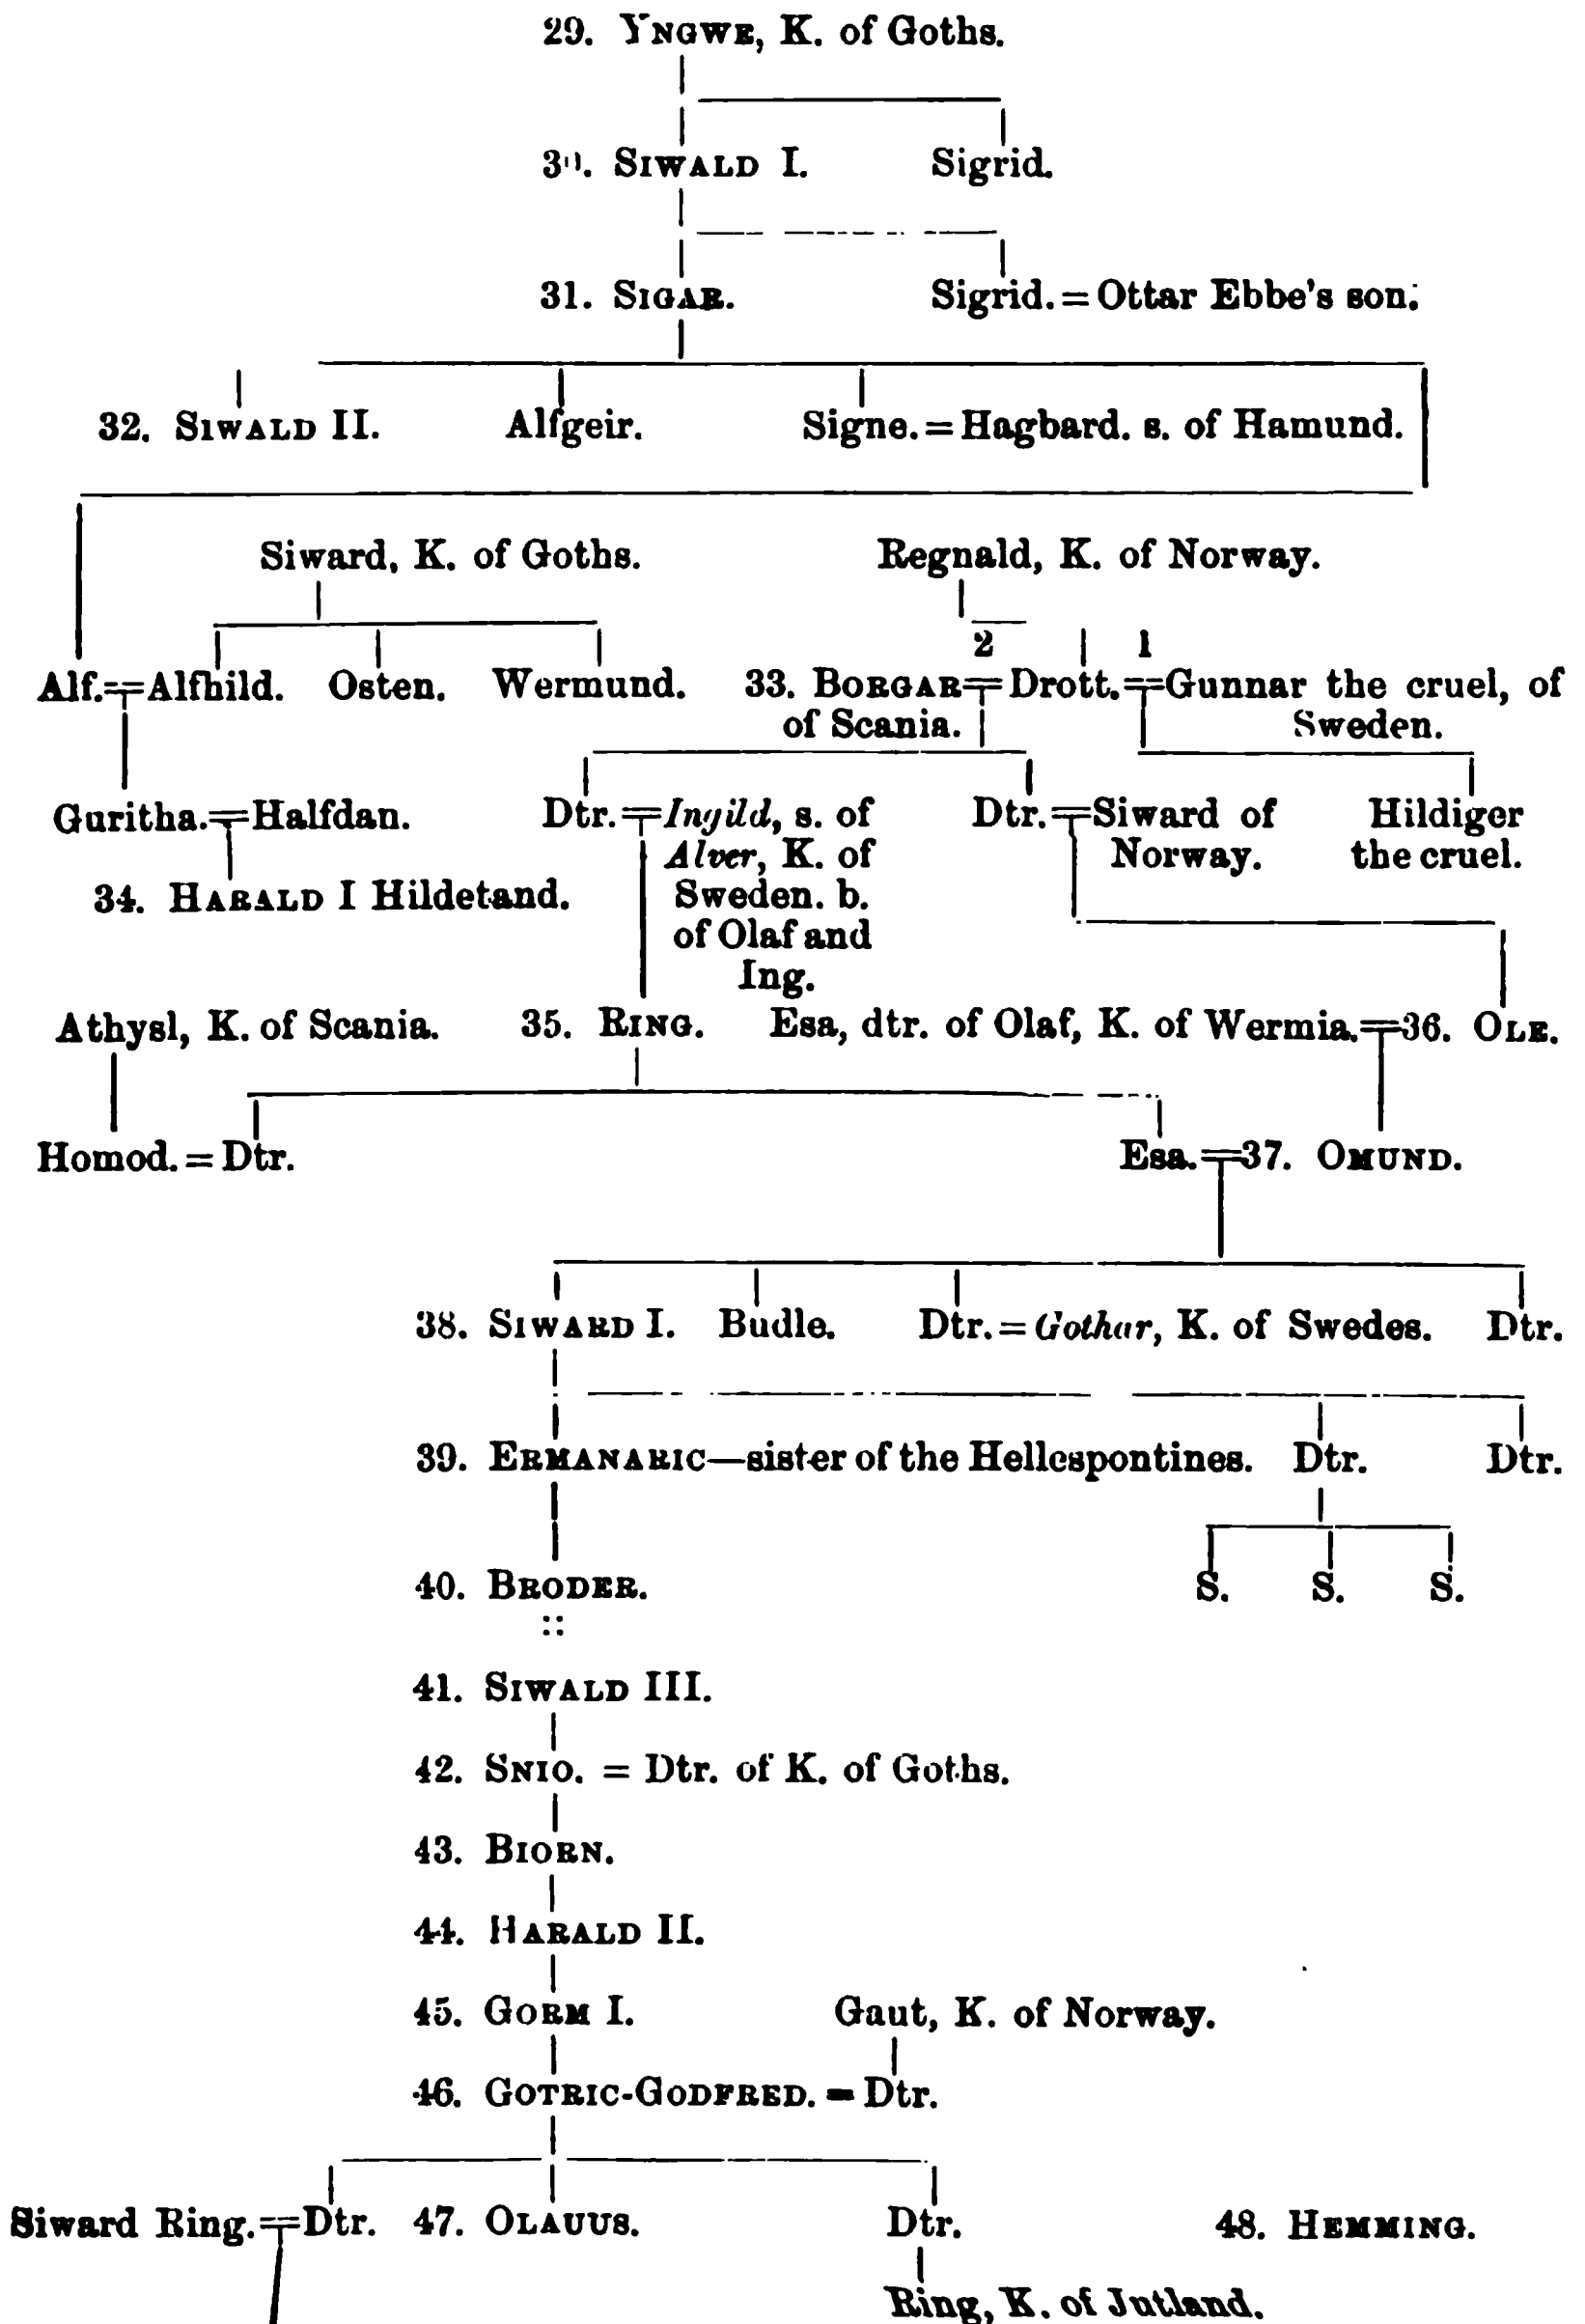 29. YNGWE, K. of Goths.
30. SIWALD I. Sigrid.
31. SIGAR. Sigrid. = Ottar Ebbe's son.
32. SIWALD II. Alfgeir. Signe. = Hagbard. s. of Hamund.
Siward, K. of Goths. Regnald, K. of Norway.
2 1
Alf. = Alfhild. Osten. Wermund. 33. BORGAR = Drott. = Gunnar the cruel, of
of Scania. Sweden.
Guritha. = Halfdan. Dtr. = Ingild, s. of Dtr. = Siward of Hildiger
Alver, K. of Norway. the cruel.
34. HARALD I Hildetand. Sweden. b.
of Olaf and
Ing.
Athysl, K. of Scania. 35. RING. Esa, dtr. of Olaf, K. of Wermia. = 36. OLE.
Homod. = Dtr. Esa. = 37. OMUND.
38. SIWARD I. Budle. Dtr. = Gothar, K. of Swedes. Dtr.
39. ERMANARIC—sister of the Hellespontines. Dtr. Dtr.
40. BRODER. S. S. S.
::
41. SIWALD III.
42. SNIO. = Dtr. of K. of Goths.
43. BIORN.
44. HARALD II.
45. GORM I. Gaut, K. of Norway.
46. GOTRIC-GODFRED. = Dtr.
Siward Ring. = Dtr. 47. OLAUUS. Dtr. 48. HEMMING.
Ring, K. of Jutland.